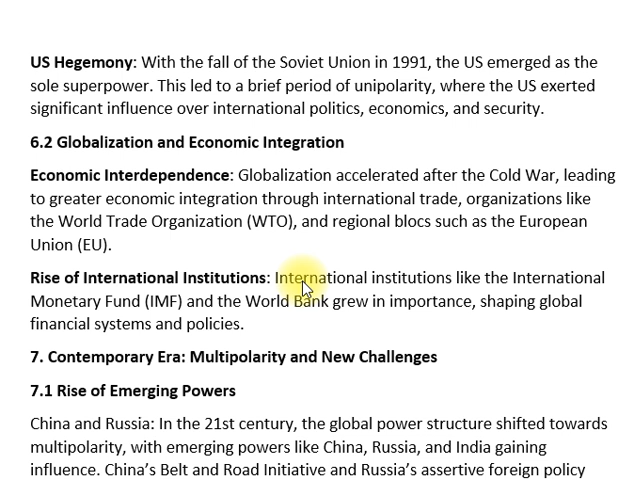 US Hegemony: With the fall of the Soviet Union in 1991, the US emerged as the
sole superpower. This led to a brief period of unipolarity, where the US exerted
significant influence over international politics, economics, and security.
6.2 Globalization and Economic Integration
Economic Interdependence: Globalization accelerated after the Cold War, leading
to greater economic integration through international trade, organizations like
the World Trade Organization (WTO), and regional blocs such as the European
Union (EU).
Rise of International Institutions: International institutions like the International
Monetary Fund (IMF) and the World Bank grew in importance, shaping global
financial systems and policies.
7. Contemporary Era: Multipolarity and New Challenges
7.1 Rise of Emerging Powers
China and Russia: In the 21st century, the global power structure shifted towards
multipolarity, with emerging powers like China, Russia, and India gaining
influence. China’s Belt and Road Initiative and Russia’s assertive foreign policy